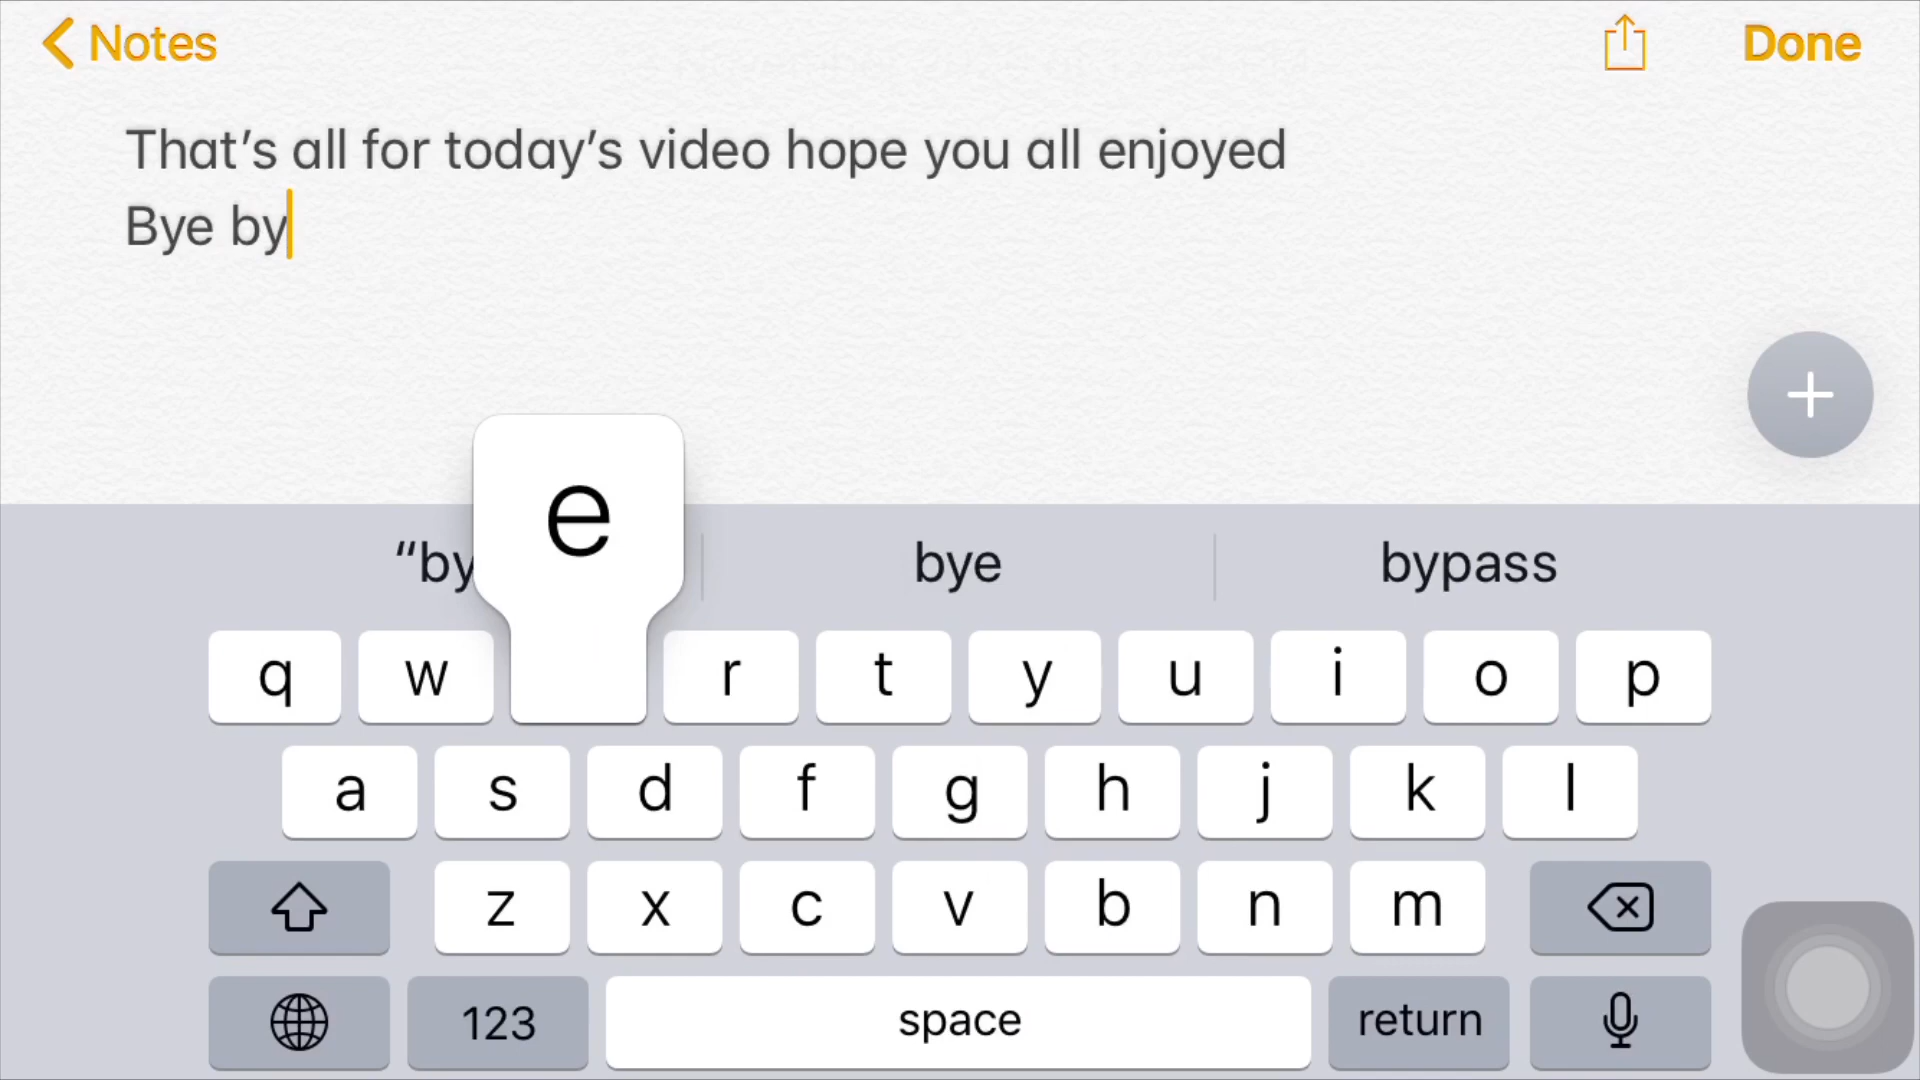 Notes Done
That’s all for today’s video hope you all enjoyed
Bye by
e
“by bye bypass
q w r t y u i o p
a s d f g h j k l
z x c v b n m
123 space return